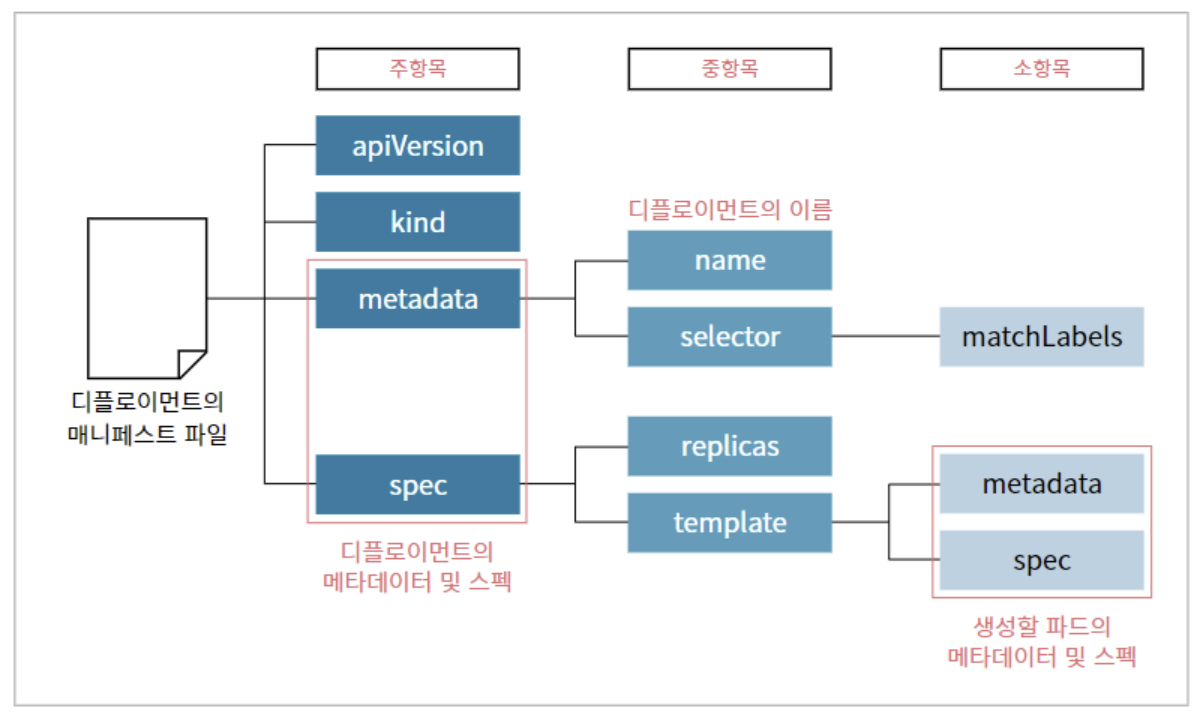 주항목
중항목
소항목
apiVersion
kind
디플로이먼트의 이름
name
metadata
selector
matchLabels
디플로이먼트의
매니페스트 파일
replicas
spec
metadata
template
spec
디플로이먼트의
메타데이터 및 스펙
생성할 파드의
메타데이터 및 스펙